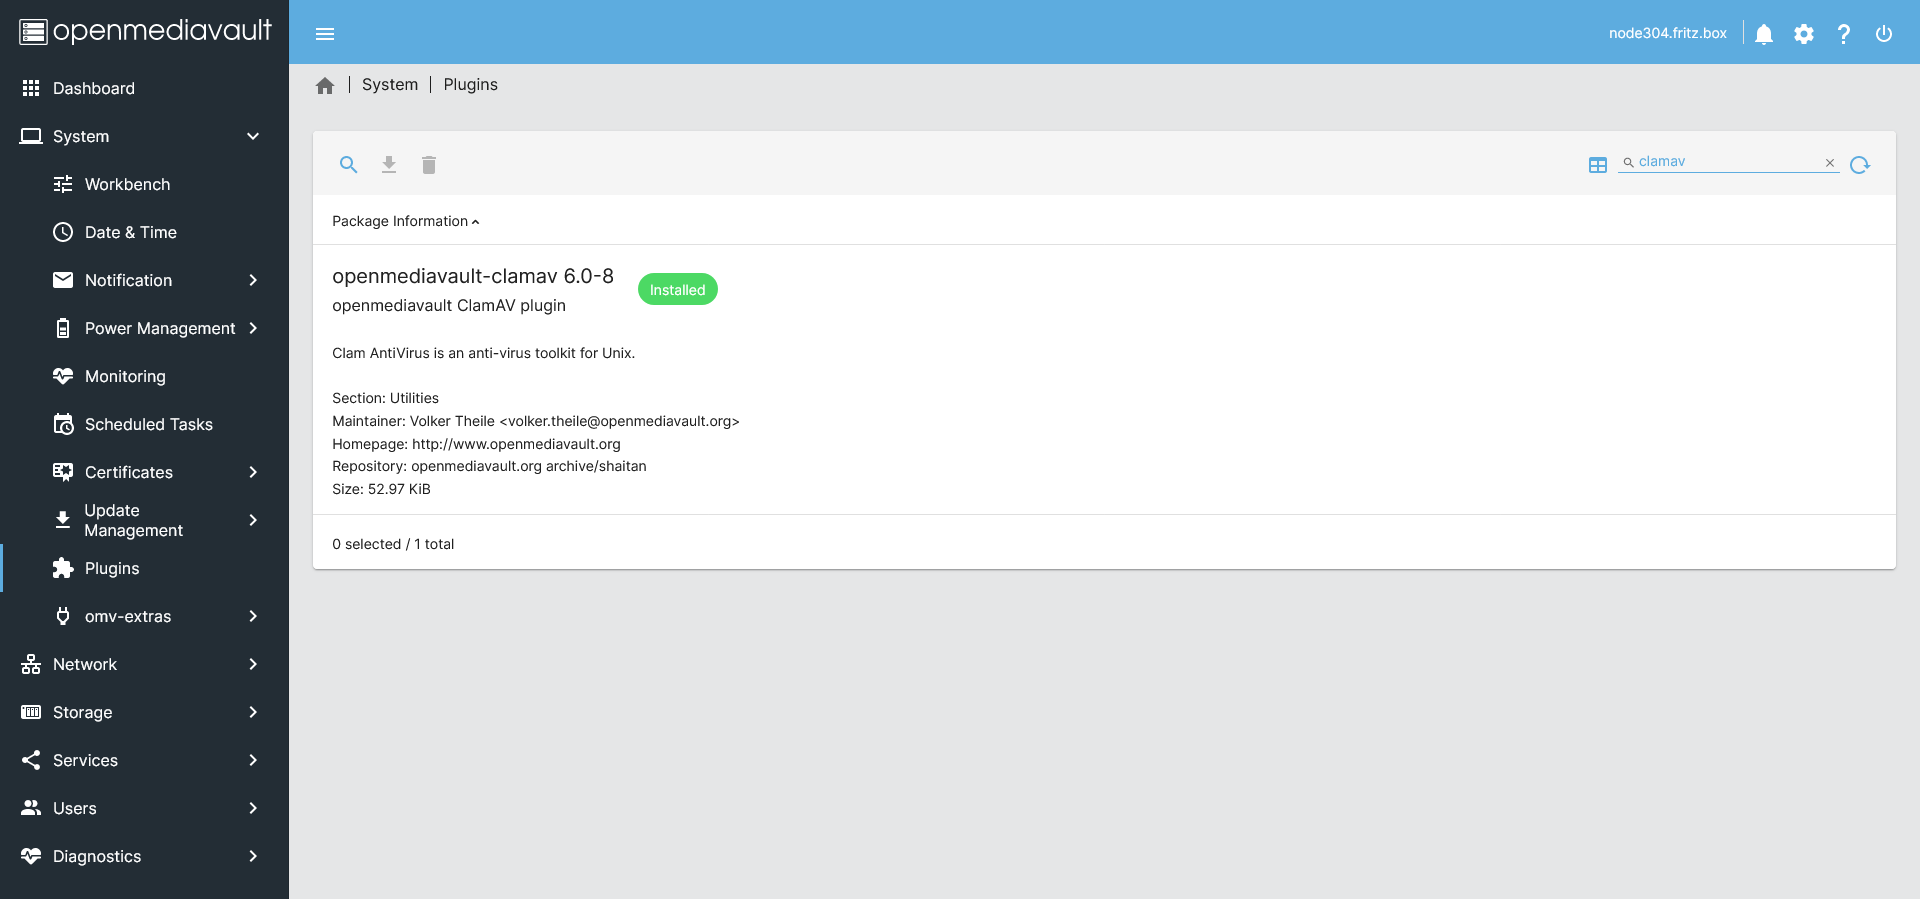 openmediavault
node304.fritz.box
Dashboard
System
Workbench
Date & Time
Notification
Power Management
Monitoring
Scheduled Tasks
Certificates
Update
Management
Plugins
omv-extras
Network
Storage
Services
Users
Diagnostics
System | Plugins
clamav
Package Information
openmediavault-clamav 6.0-8
Installed
openmediavault ClamAV plugin
Clam AntiVirus is an anti-virus toolkit for Unix.
Section: Utilities
Maintainer: Volker Theile <volker.theile@openmediavault.org>
Homepage: http://www.openmediavault.org
Repository: openmediavault.org archive/shaitan
Size: 52.97 KiB
0 selected / 1 total